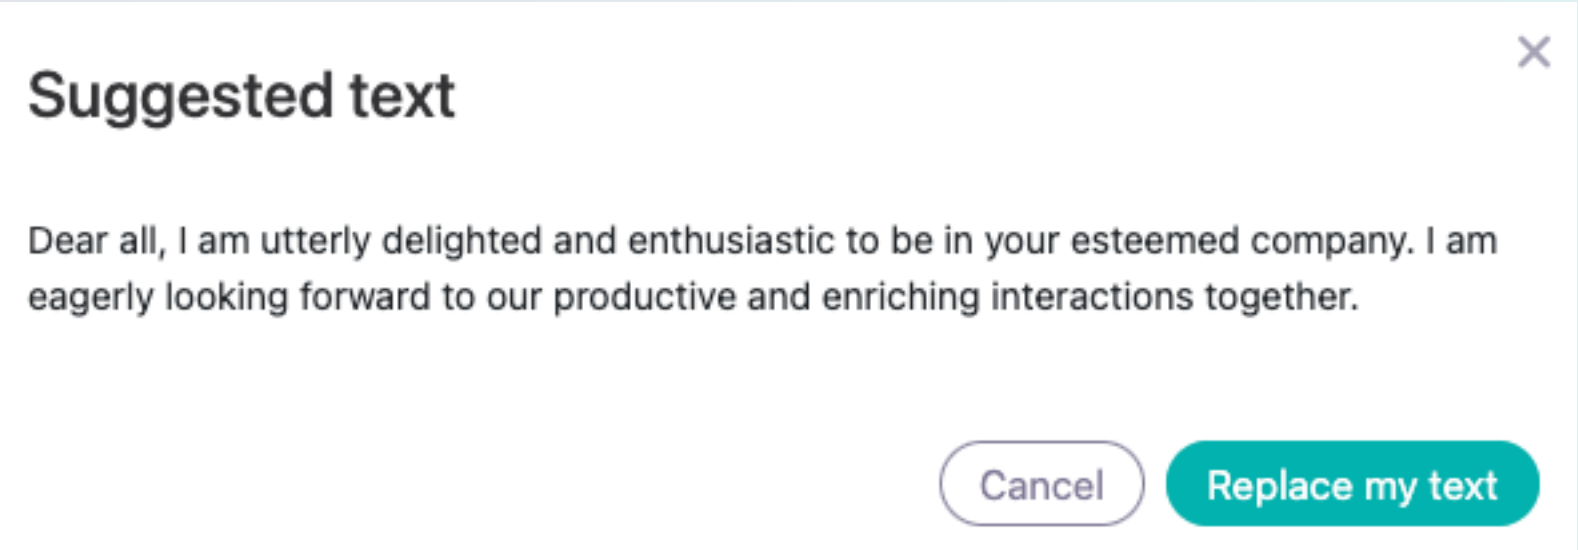 Suggested text
Dear all, I am utterly delighted and enthusiastic to be in your esteemed company. I am
eagerly looking forward to our productive and enriching interactions together.
Cancel
Replace my text